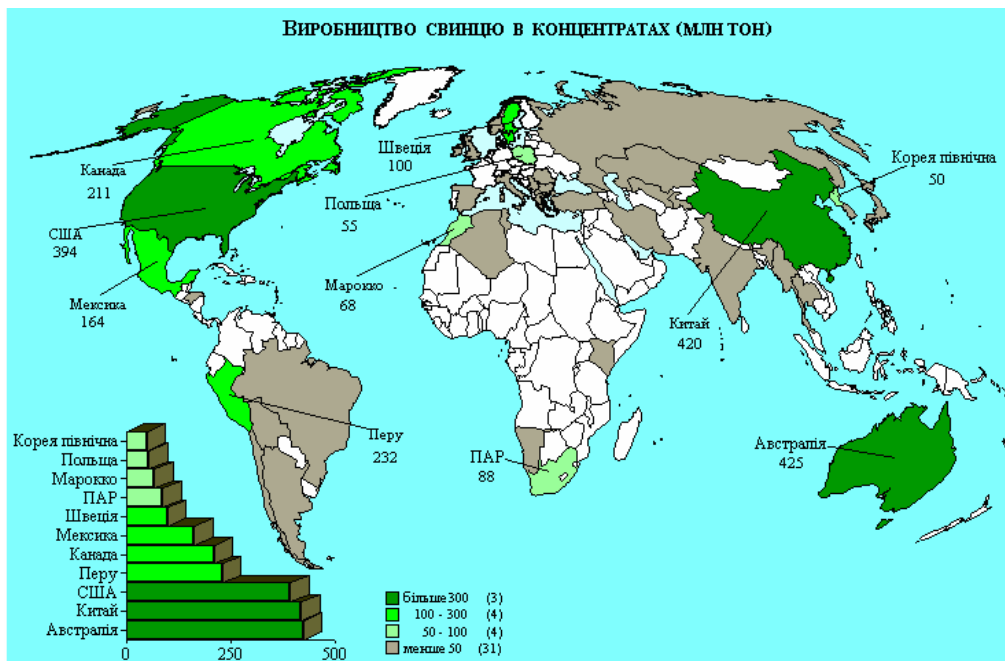 Виробництво свинцю в концентратах (млн тон)
Канада
211
США
394
Мексика
164
Швеція
100
Польща
55
Марокко
68
Корея північна
50
Китай
420
Перу
232
ПАР
88
Австралія
425
Корея північна
Польща
Марокко
ПАР
Швеція
Мексика
Канада
Перу
США
Китай
Австралія
0 250 500
більше 300 (3)
100 - 300 (4)
50 - 100 (4)
менше 50 (31)